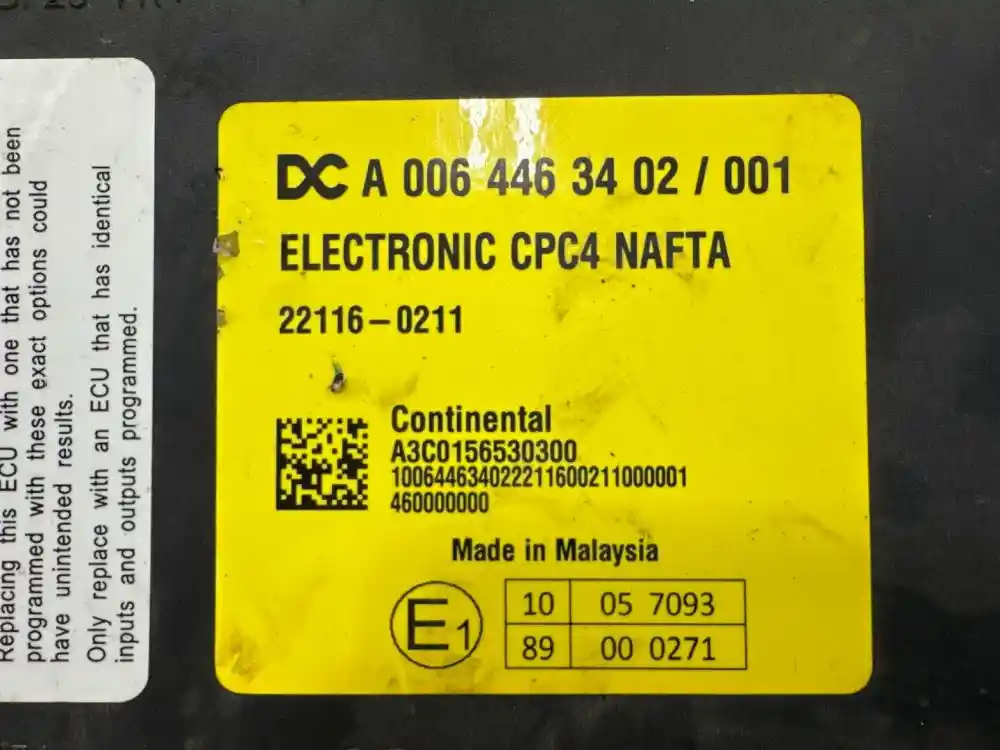 Replacing this ECU with one that has not been
programmed with these exact options could
have unintended results.
Only replace with an ECU that has identical
inputs and outputs programmed.
DC A 006 446 34 02 / 001
ELECTRONIC CPC4 NAFTA
22116-0211
Continental
A3C0156530300
10064463402221160021100001
460000000
Made in Malaysia
E1
10 05 7093
89 00 0271